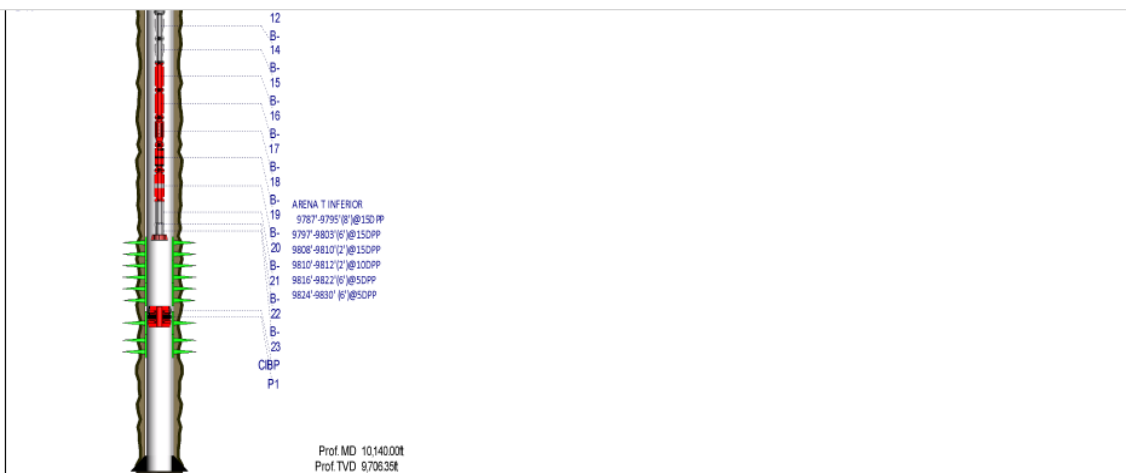 12
B-
14
B-
15
B-
16
B-
17
B-
18
B-
19
B-
20
B-
21
B-
22
B-
23
CIBP
P1
ARENA T INFERIOR
9787'-9795'(8')@15DPP
9797'-9803'(6')@15DPP
9808'-9810'(2')@15DPP
9810'-9812'(2')@10DPP
9816'-9822'(6')@5DPP
9824'-9830' (6')@5DPP
Prof. MD 10,140.00ft
Prof. TVD 9,706.35ft